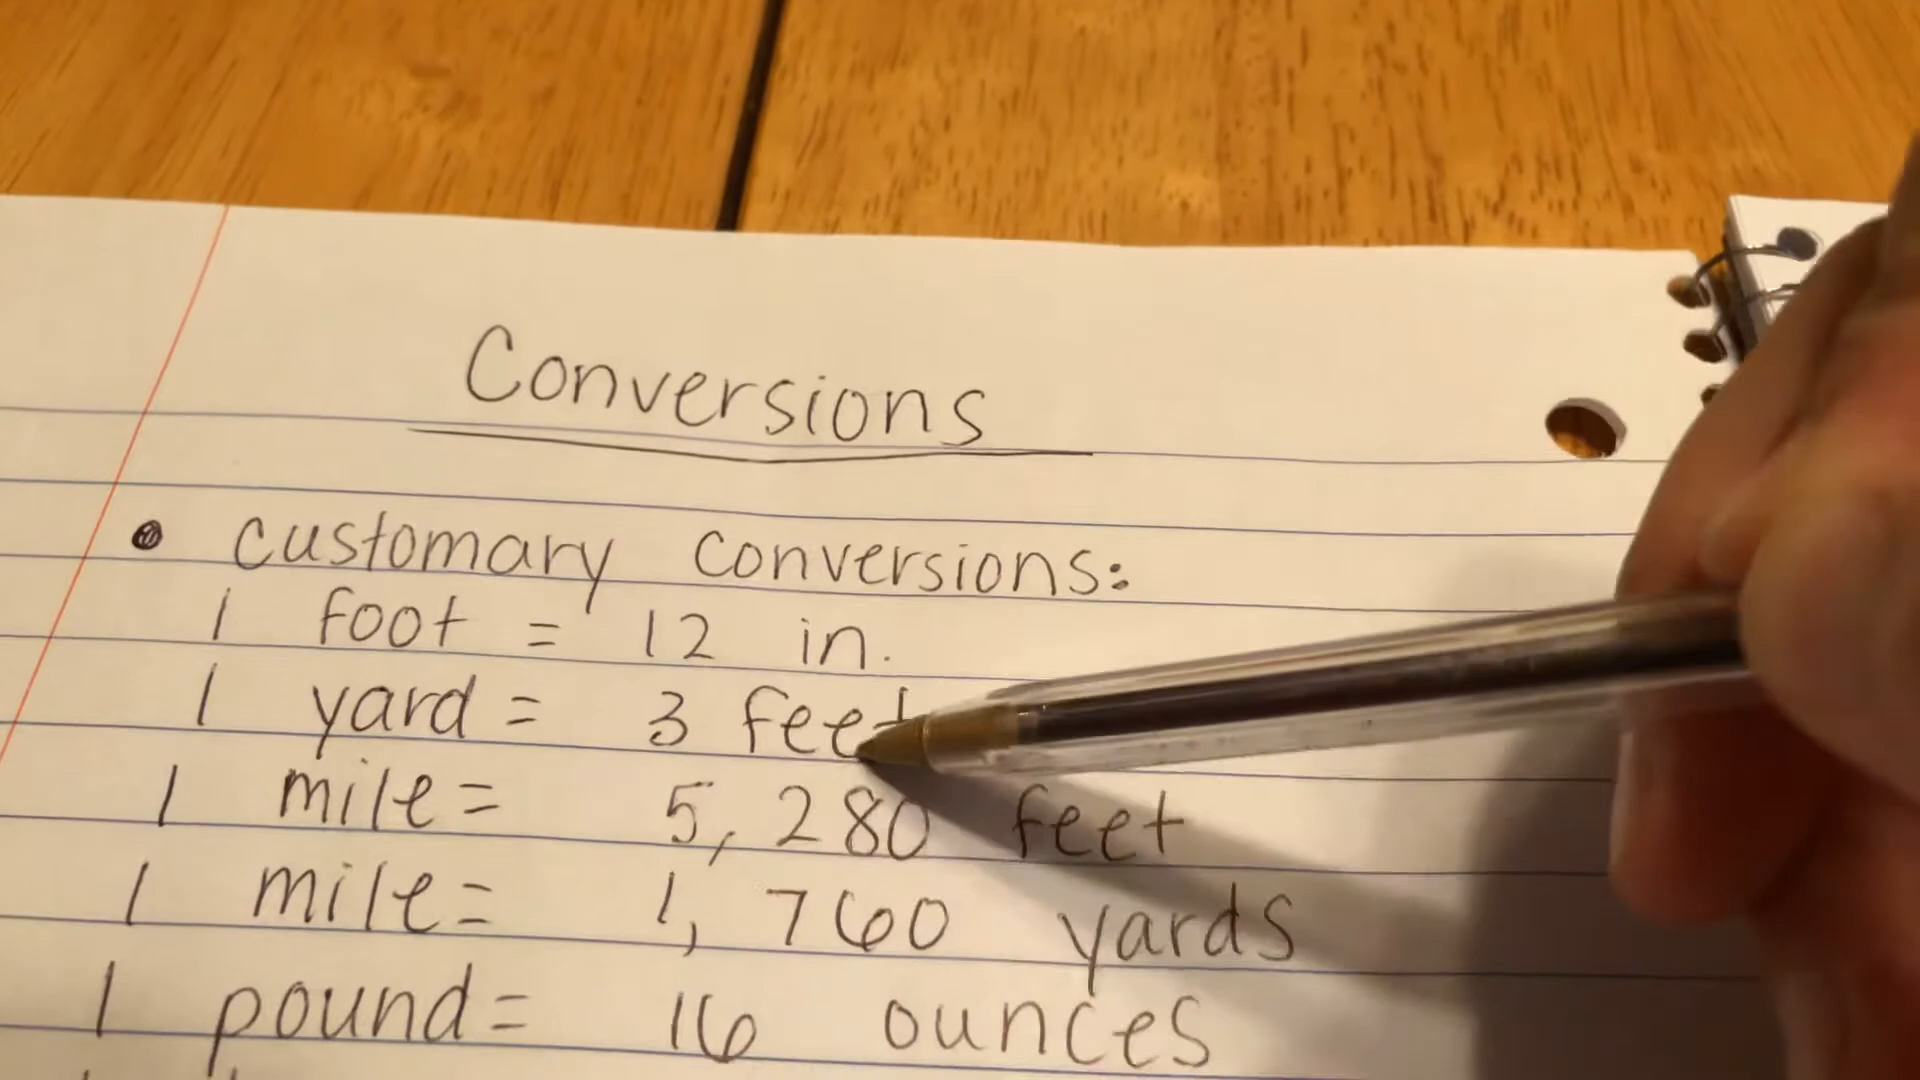 Conversions
• Customary Conversions:
1 foot = 12 in.
1 yard = 3 feet
1 mile = 5,280 feet
1 mile = 1,760 yards
1 pound = 16 ounces